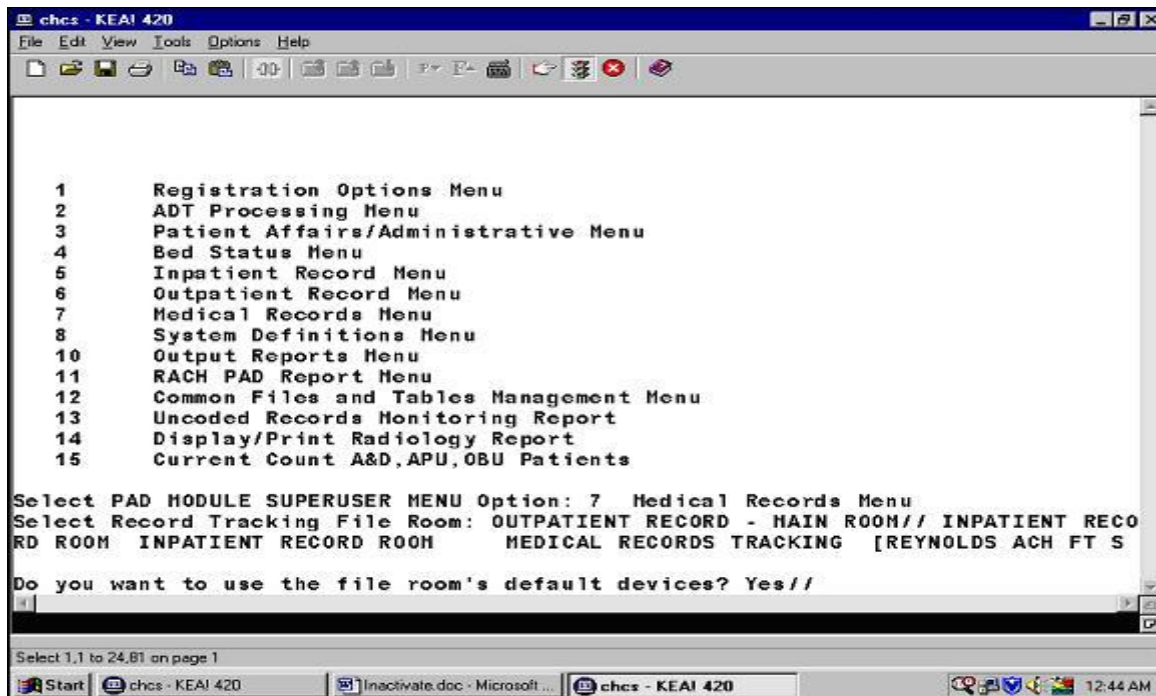 chcs - KEA! 420
File Edit View Tools Options Help
1 Registration Options Menu
2 ADT Processing Menu
3 Patient Affairs/Administrative Menu
4 Bed Status Menu
5 Inpatient Record Menu
6 Outpatient Record Menu
7 Medical Records Menu
8 System Definitions Menu
10 Output Reports Menu
11 RACH PAD Report Menu
12 Common Files and Tables Management Menu
13 Uncoded Records Monitoring Report
14 Display/Print Radiology Report
15 Current Count A&D,APU,OBU Patients
Select PAD MODULE SUPERUSER MENU Option: 7 Medical Records Menu
Select Record Tracking File Room: OUTPATIENT RECORD - MAIN ROOM// INPATIENT RECO
RD ROOM INPATIENT RECORD ROOM MEDICAL RECORDS TRACKING [REYNOLDS ACH FT S
Do you want to use the file room's default devices? Yes//
Select 1,1 to 24,81 on page 1
Start chcs - KEA! 420 Inactivate.doc - Microsoft ... chcs - KEA! 420 12:44 AM